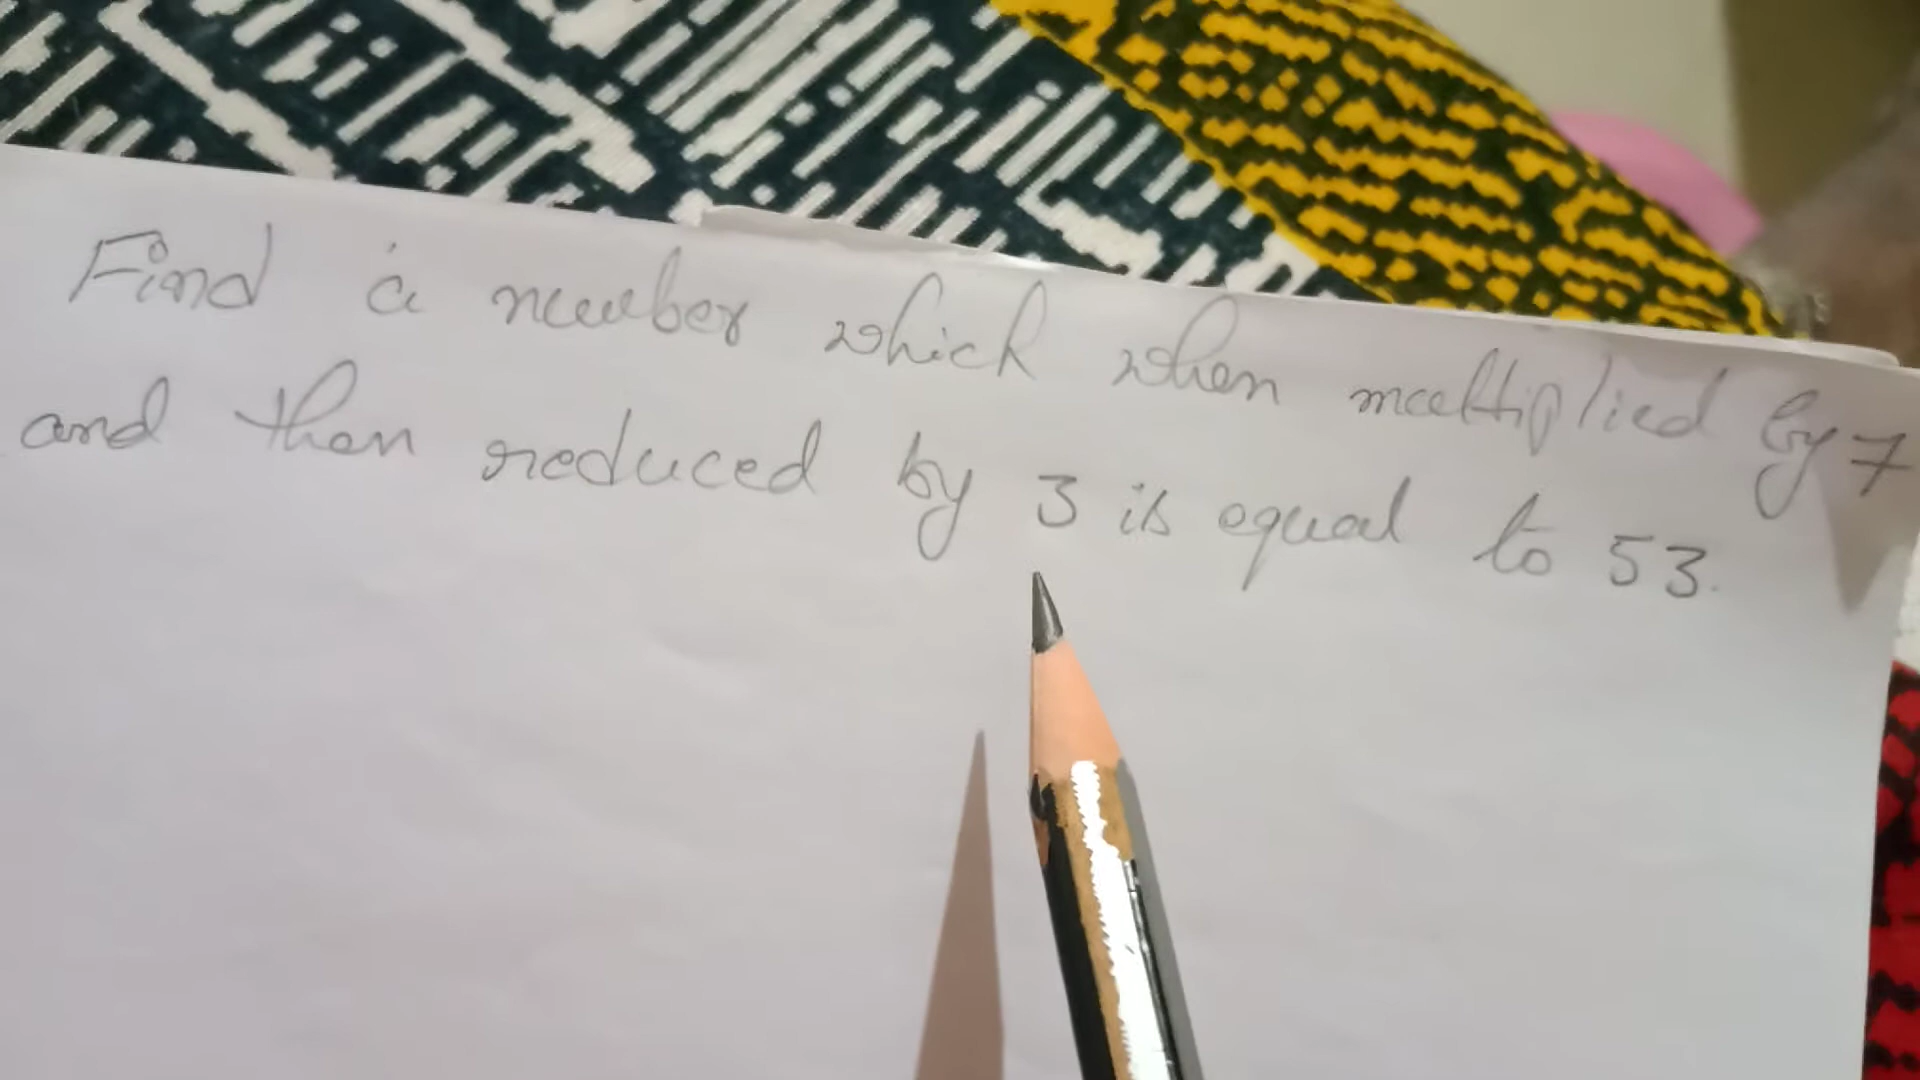 Find a number which when multiplied by 7
and then reduced by 3 is equal to 53.